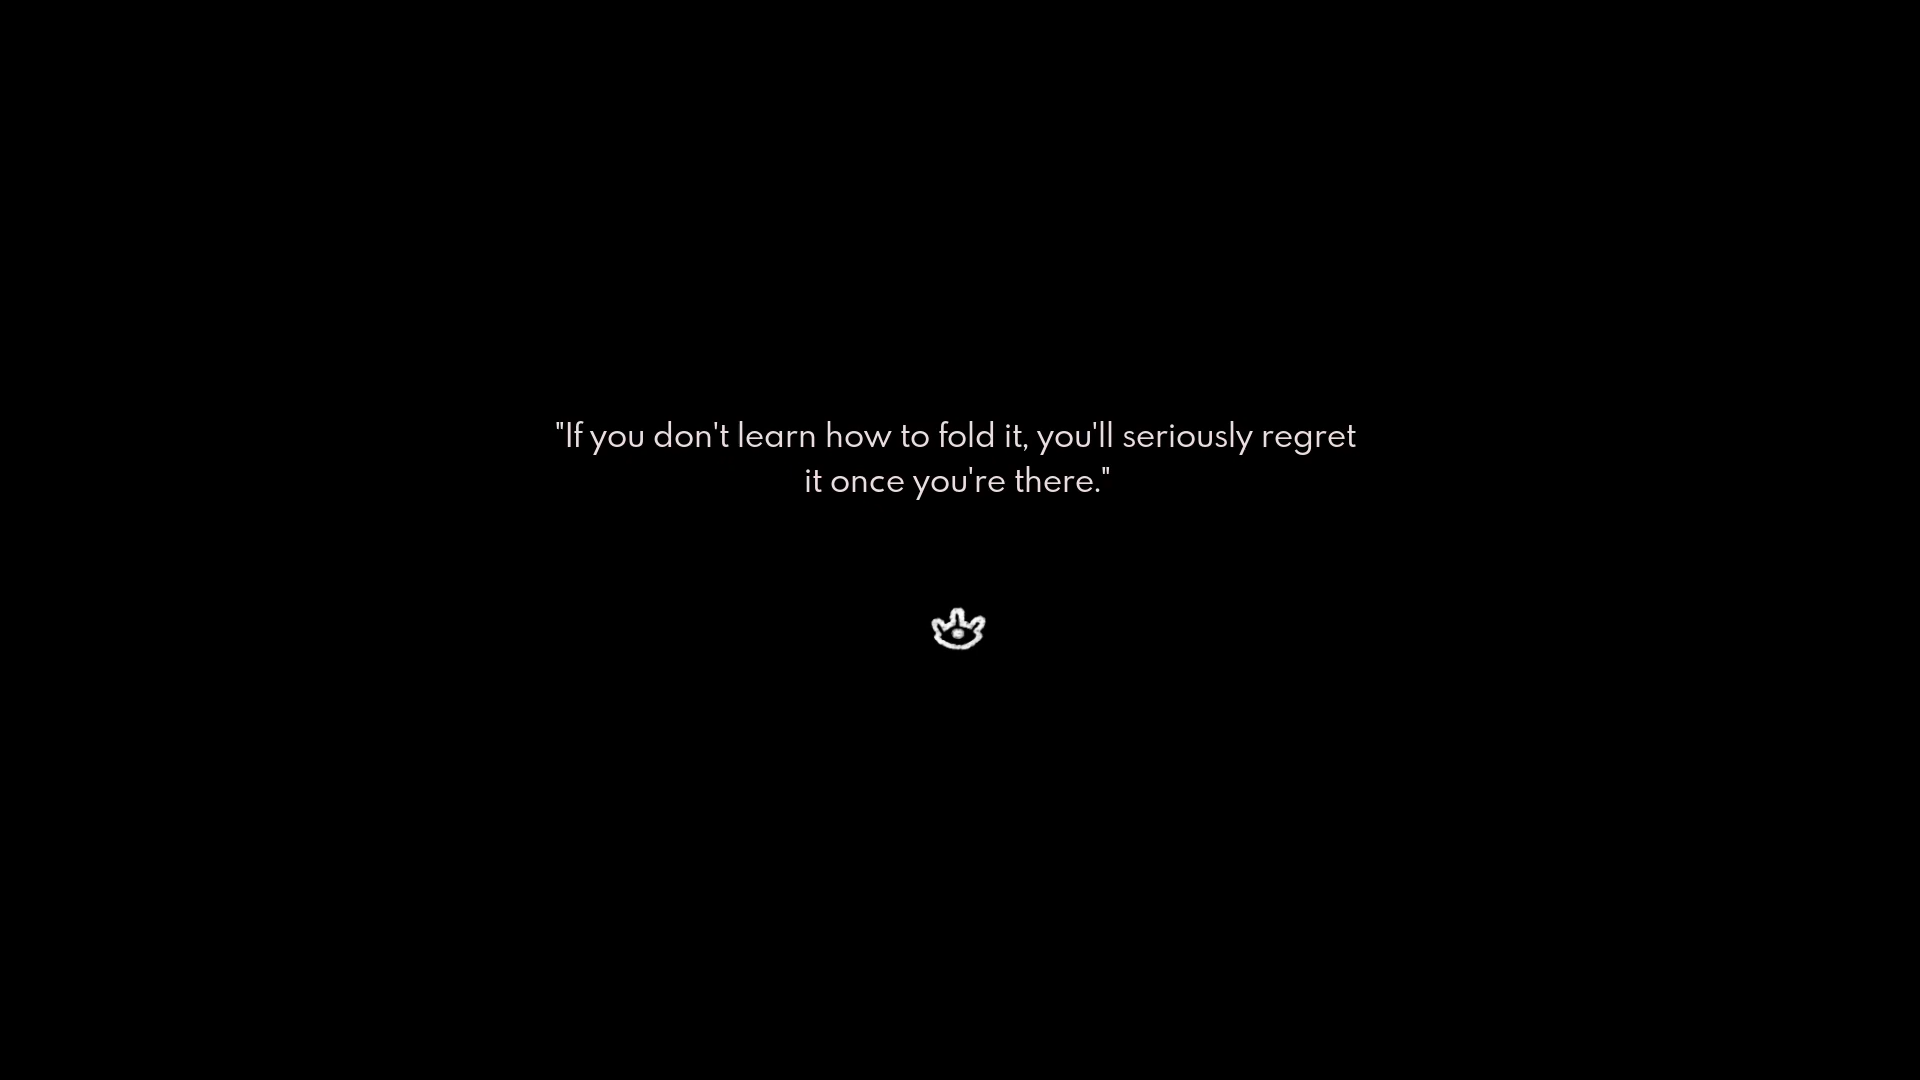 "If you don't learn how to fold it, you'll seriously regret
it once you're there."